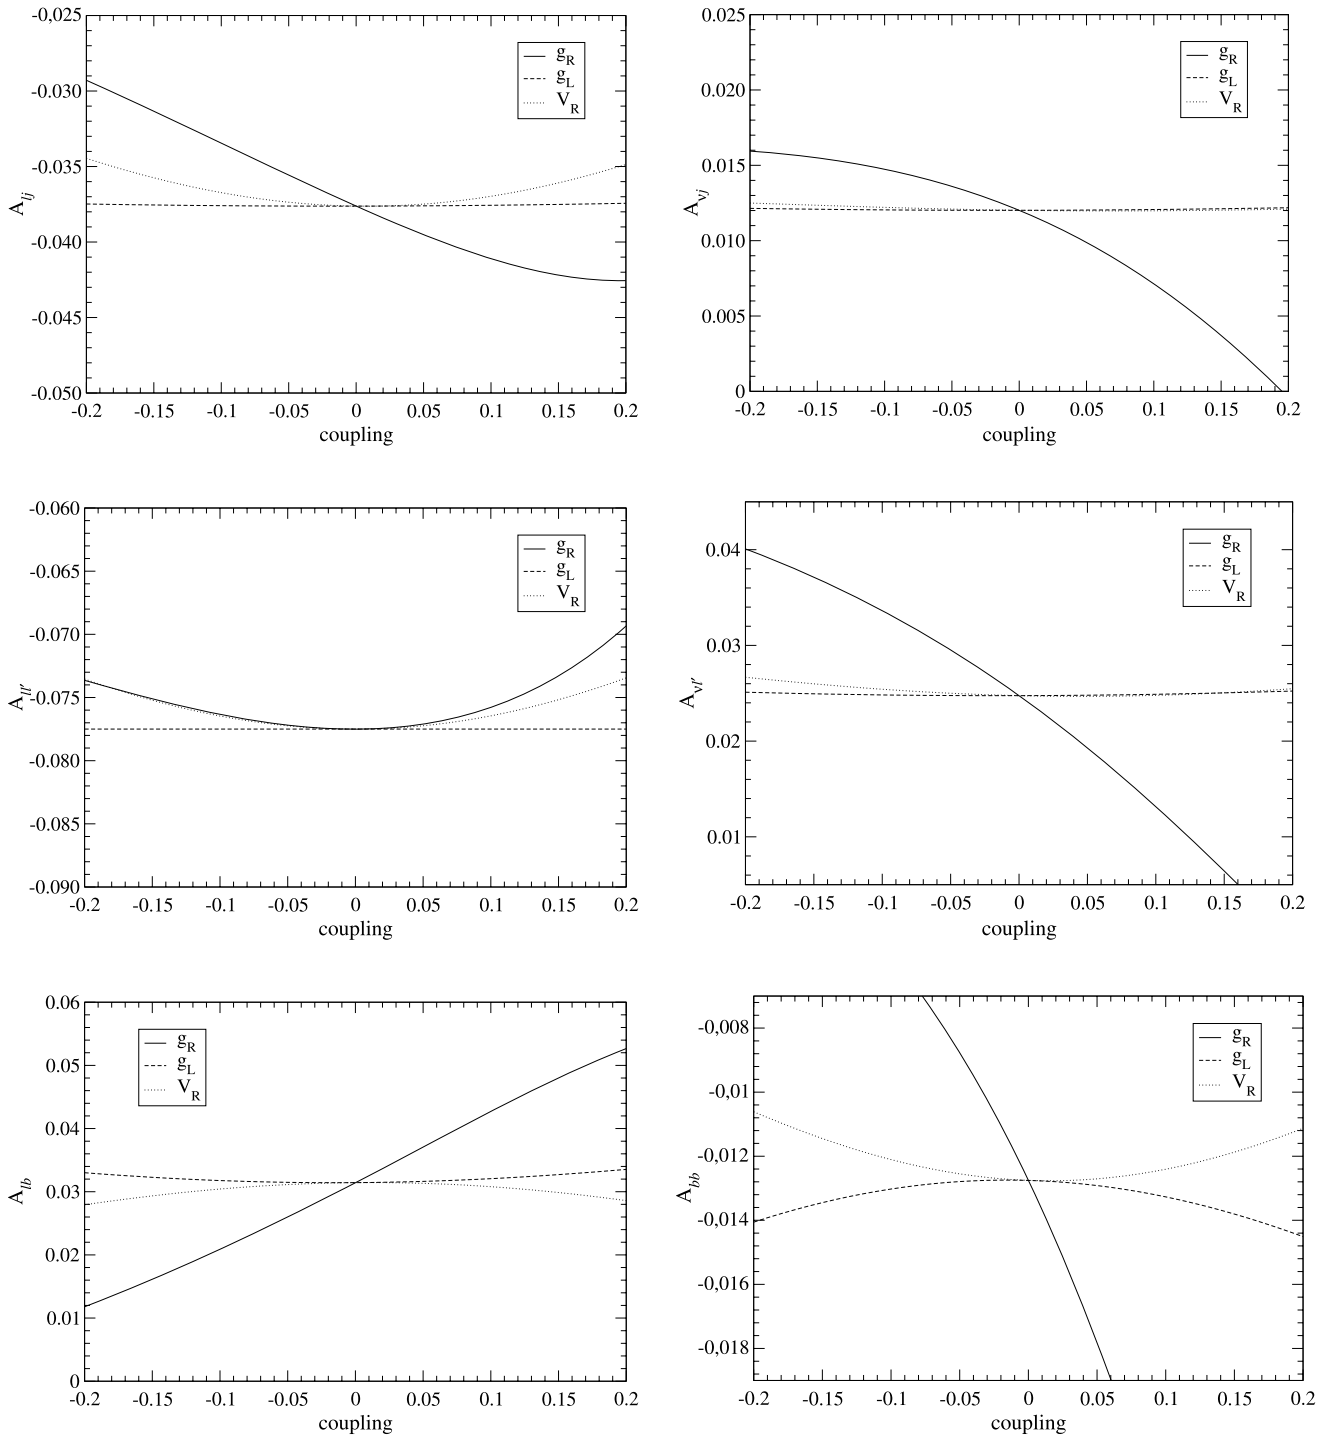 -0.025
-0.030
-0.035
-0.040
-0.045
-0.050
A_lj
g_R
g_L
V_R
-0.2 -0.15 -0.1 -0.05 0 0.05 0.1 0.15 0.2
coupling
0.025
0.020
0.015
0.010
0.005
0
A_νj
g_R
g_L
V_R
-0.2 -0.15 -0.1 -0.05 0 0.05 0.1 0.15 0.2
coupling
-0.060
-0.065
-0.070
-0.075
-0.080
-0.085
-0.090
A_ll'
g_R
g_L
V_R
-0.2 -0.15 -0.1 -0.05 0 0.05 0.1 0.15 0.2
coupling
0.04
0.03
0.02
0.01
A_νl'
g_R
g_L
V_R
-0.2 -0.15 -0.1 -0.05 0 0.05 0.1 0.15 0.2
coupling
0.06
0.05
0.04
0.03
0.02
0.01
0
A_lb
g_R
g_L
V_R
-0.2 -0.15 -0.1 -0.05 0 0.05 0.1 0.15 0.2
coupling
-0,008
-0,01
-0,012
-0,014
-0,016
-0,018
A_bb
g_R
g_L
V_R
-0.2 -0.15 -0.1 -0.05 0 0.05 0.1 0.15 0.2
coupling